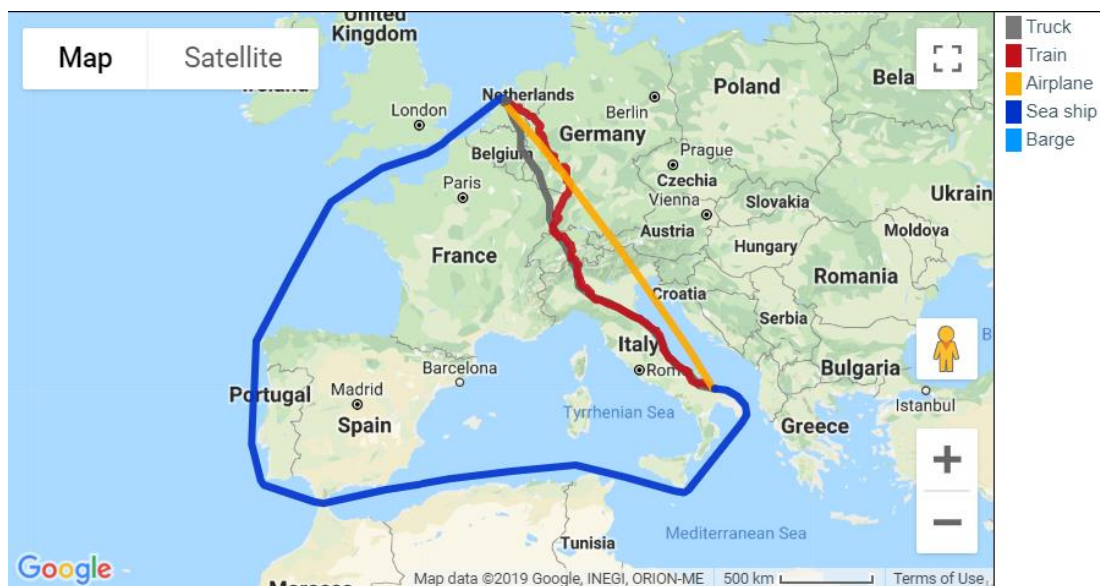 United
Kingdom
Map
Satellite
Ireland
London
Netherlands
Berlin
Poland
Belgium
Germany
Prague
Paris
Czechia
Ukrain
Vienna
Slovakia
Austria
Moldova
France
Hungary
Romania
Croatia
Serbia
Italy
Rom
Bulgaria
Barcelona
Portugal
Madrid
Spain
Tyrrhenian Sea
Istanbul
Greece
Mediterranean Sea
Tunisia
Google
Map data ©2019 Google, INEGI, ORION-ME
500 km
Terms of Use
Truck
Train
Airplane
Sea ship
Barge